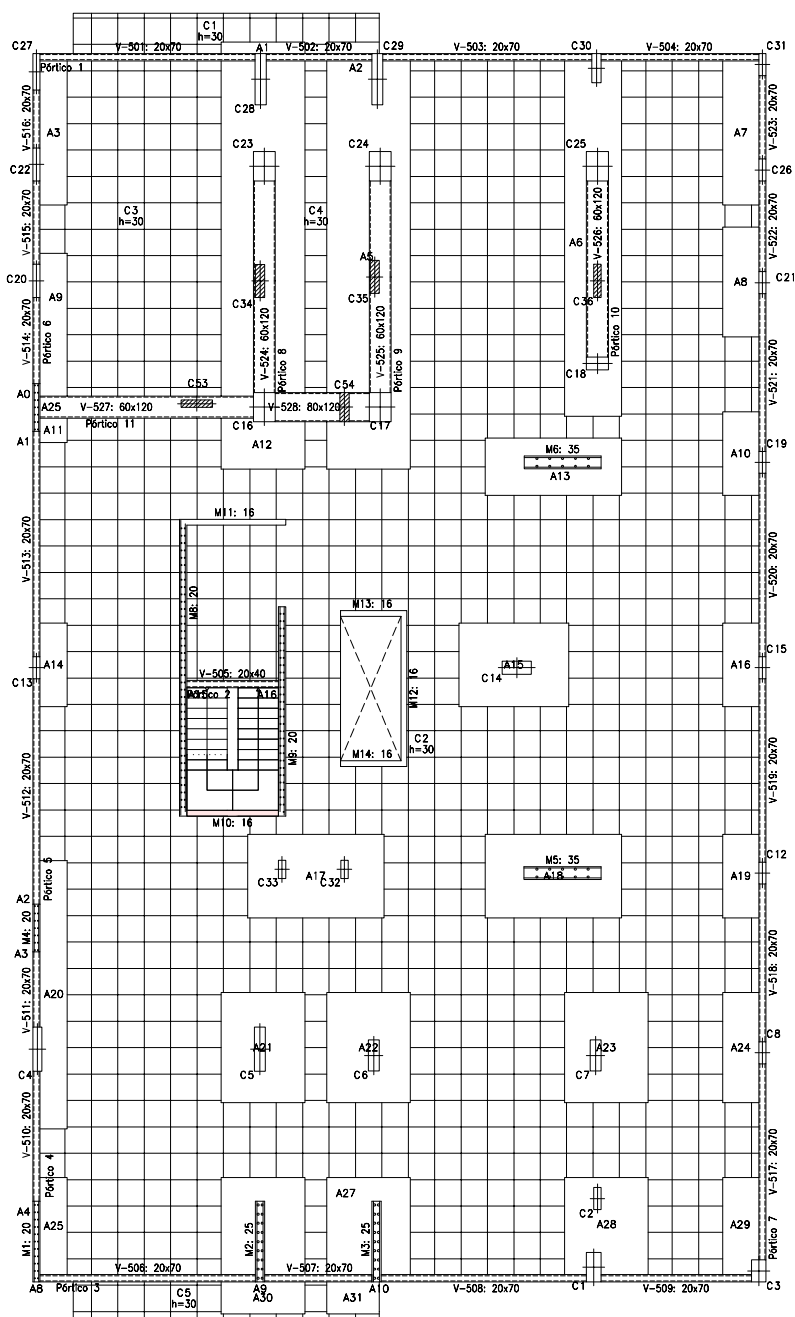 C1
h=30
C27
V-501: 20x70
A1
V-502: 20x70
C29
V-503: 20x70
C30
V-504: 20x70
C31
Pórtico 1
A2
V-516: 20x70
A3
C28
A7
V-523: 20x70
C23
C24
C25
C22
C26
C3
h=30
C4
h=30
V-515: 20x70
V-526: 60x120
V-522: 20x70
A5
A6
C20
A9
C34
C35
C36
A8
C21
V-514: 20x70
Pórtico 6
V-524: 60x120
Pórtico 8
V-525: 60x120
Pórtico 9
Pórtico 10
C18
V-521: 20x70
C53
C54
A0
A25
V-527: 60x120
V-528: 80x120
A11
Pórtico 11
C16
C17
A1
A12
M6: 35
A13
A10
C19
M11: 16
V-513: 20x70
V-520: 20x70
M8: 20
M13: 16
A14
C13
V-505: 20x40
Pórtico 2
A16
A15
C14
A16
C15
M12: 16
M9: 20
C2
h=30
M14: 16
V-512: 20x70
V-519: 20x70
M10: 16
Pórtico 5
C33
A17
C32
M5: 35
A18
A19
C12
A2
M4: 20
A3
V-518: 20x70
A20
V-511: 20x70
C4
A21
C5
A22
C6
A23
C7
A24
C8
V-510: 20x70
Pórtico 4
V-517: 20x70
A4
M1: 20
A25
M2: 25
A27
M3: 25
C2
A28
A29
Pórtico 7
V-506: 20x70
V-507: 20x70
A8
Pórtico 3
A9
A10
V-508: 20x70
C1
V-509: 20x70
C3
C5
h=30
A30
A31